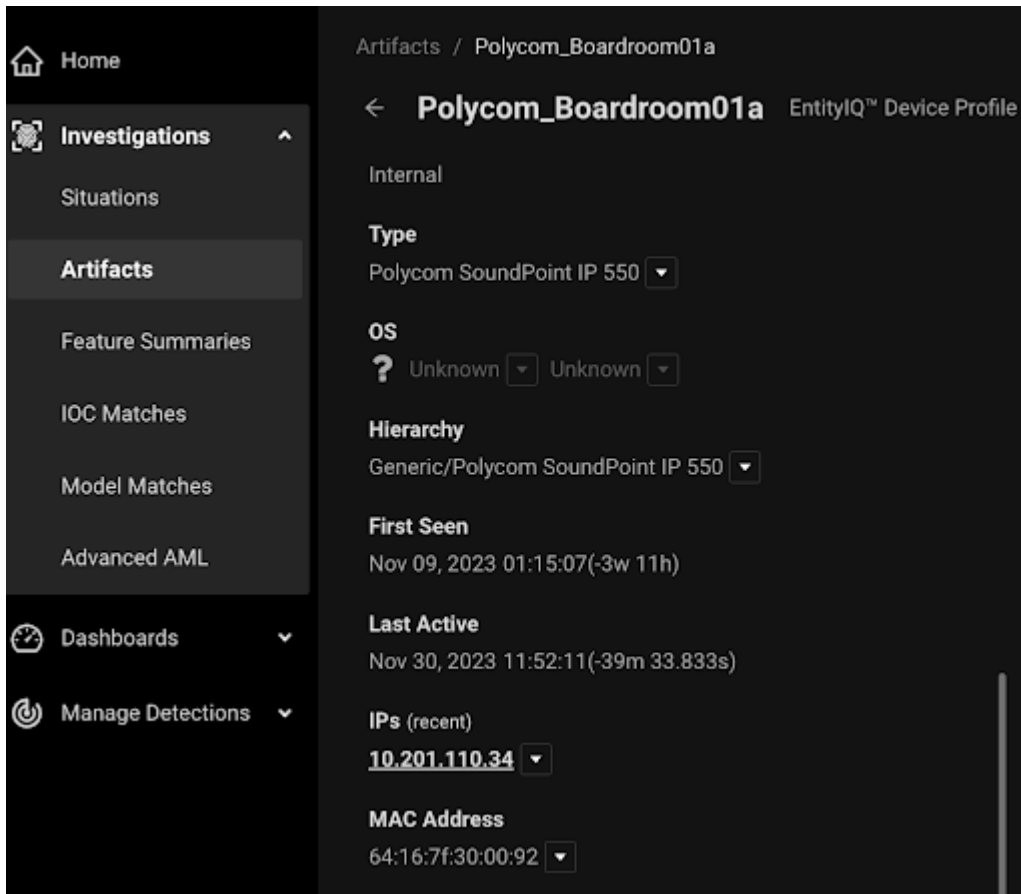 Home
Investigations
Situations
Artifacts
Feature Summaries
IOC Matches
Model Matches
Advanced AML
Dashboards
Manage Detections
Artifacts / Polycom_Boardroom01a
Polycom_Boardroom01a EntityIQ™ Device Profile
Internal
Type
Polycom SoundPoint IP 550
OS
? Unknown Unknown
Hierarchy
Generic/Polycom SoundPoint IP 550
First Seen
Nov 09, 2023 01:15:07(-3w 11h)
Last Active
Nov 30, 2023 11:52:11(-39m 33.833s)
IPs (recent)
10.201.110.34
MAC Address
64:16:7f:30:00:92